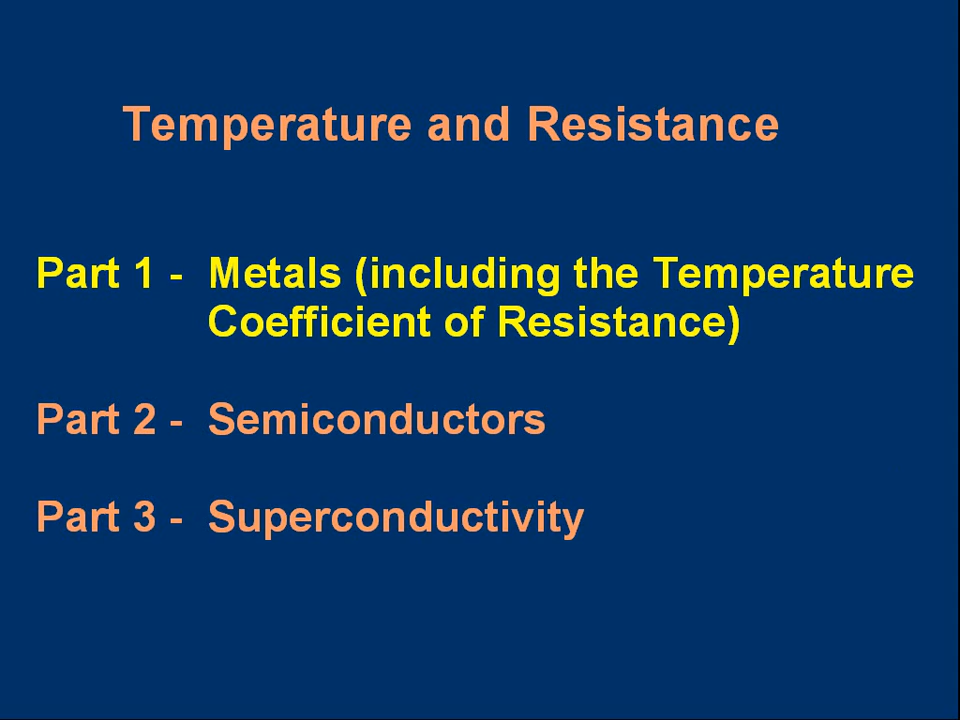 Temperature and Resistance
Part 1 - Metals (including the Temperature
Coefficient of Resistance)
Part 2 - Semiconductors
Part 3 - Superconductivity